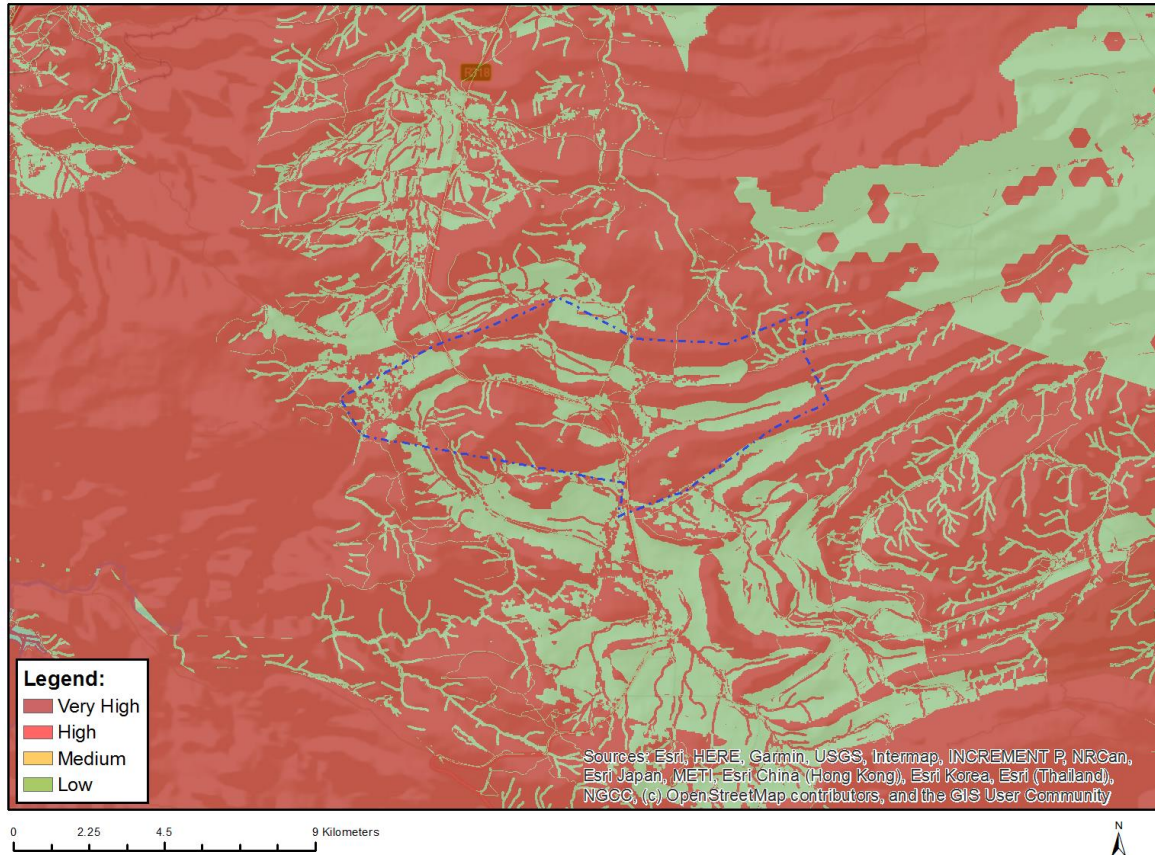 R318
Legend:
Very High
High
Medium
Low
Sources: Esri, HERE, Garmin, USGS, Intermap, INCREMENT P, NRCan,
Esri Japan, METI, Esri China (Hong Kong), Esri Korea, Esri (Thailand),
NGCC, (c) OpenStreetMap contributors, and the GIS User Community
0 2.25 4.5 9 Kilometers
N